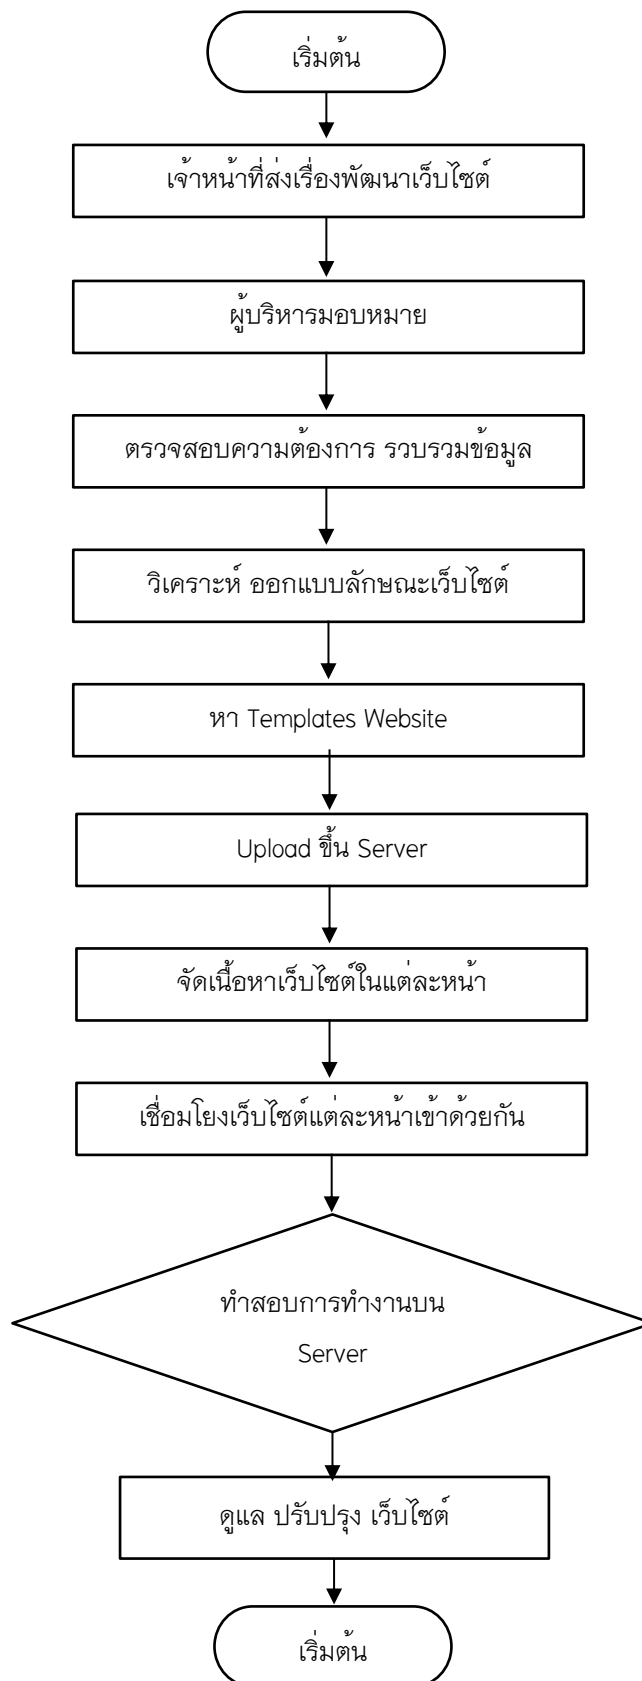 เริ่มต้น
เจ้าหน้าที่ส่งเรื่องพัฒนาเว็บไซต์
ผู้บริหารมอบหมาย
ตรวจสอบความต้องการ รวบรวมข้อมูล
วิเคราะห์ ออกแบบลักษณะเว็บไซต์
หา Templates Website
Upload ขึ้น Server
จัดเนื้อหาเว็บไซต์ในแต่ละหน้า
เชื่อมโยงเว็บไซต์แต่ละหน้าเข้าด้วยกัน
ทำสอบการทำงานบน
Server
ดูแล ปรับปรุง เว็บไซต์
เริ่มต้น